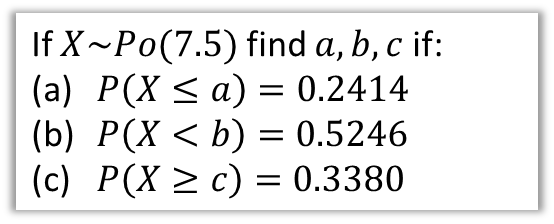 If X~Po(7.5) find a, b, c if:
(a) P(X ≤ a) = 0.2414
(b) P(X < b) = 0.5246
(c) P(X ≥ c) = 0.3380